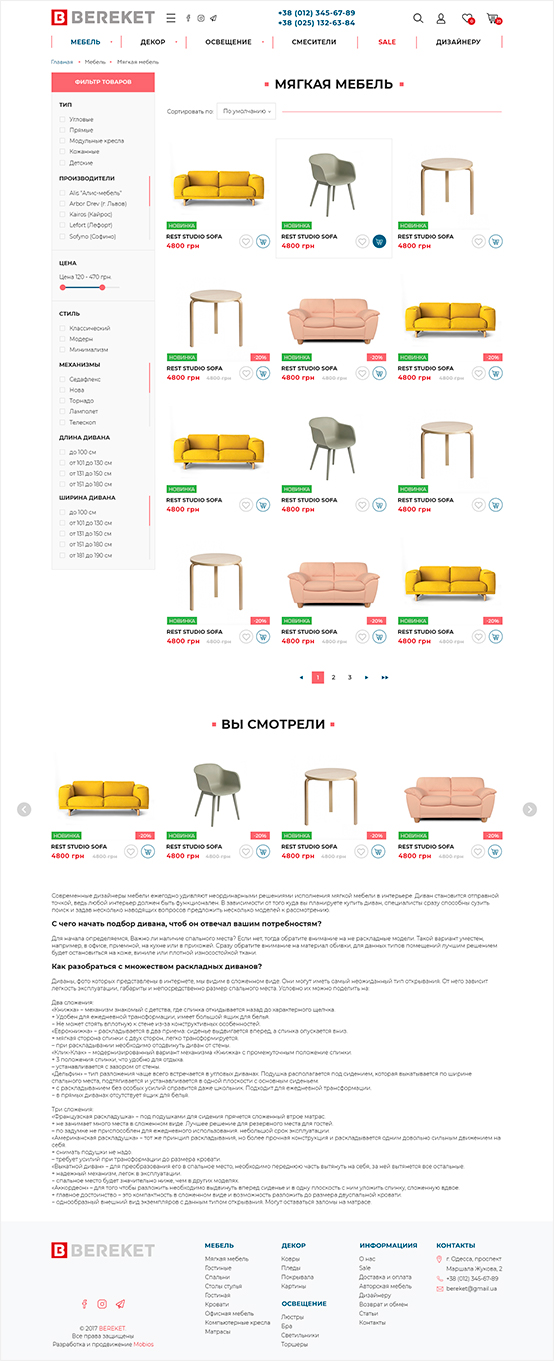 BEREKET
+38 (012) 345-67-89
+38 (025) 132-63-84
МЕБЕЛЬ ДЕКОР ОСВЕЩЕНИЕ СМЕСИТЕЛИ SALE ДИЗАЙНЕРУ
Главная • Мебель • Мягкая мебель
ФИЛЬТР ТОВАРОВ
ТИП
Угловые
Прямые
Модульные кресла
Кожанные
Детские
ПРОИЗВОДИТЕЛИ
Alis "Алис-мебель"
Arbor Drev (г. Львов)
Kairos (Кайрос)
Lefort (Лефорт)
Sofyno (Софино)
ЦЕНА
Цена 120 - 470 грн.
СТИЛЬ
Классический
Модерн
Минимализм
МЕХАНИЗМЫ
Седафлекс
Нова
Торнадо
Ламполет
Телескоп
ДЛИНА ДИВАНА
до 100 см
от 101 до 130 см
от 131 до 150 см
от 151 до 180 см
ШИРИНА ДИВАНА
до 100 см
от 101 до 130 см
от 131 до 150 см
от 151 до 180 см
от 181 до 190 см
МЯГКАЯ МЕБЕЛЬ
Сортировать по: По умолчанию
НОВИНКА НОВИНКА НОВИНКА
REST STUDIO SOFA REST STUDIO SOFA REST STUDIO SOFA
4800 грн 4800 грн 4800 грн
НОВИНКА -20% НОВИНКА -20% НОВИНКА -20%
REST STUDIO SOFA REST STUDIO SOFA REST STUDIO SOFA
4800 грн 4800 грн 4800 грн 4800 грн 4800 грн 4800 грн
НОВИНКА НОВИНКА НОВИНКА
REST STUDIO SOFA REST STUDIO SOFA REST STUDIO SOFA
4800 грн 4800 грн 4800 грн
НОВИНКА -20% НОВИНКА -20% НОВИНКА -20%
REST STUDIO SOFA REST STUDIO SOFA REST STUDIO SOFA
4800 грн 4800 грн 4800 грн 4800 грн 4800 грн 4800 грн
1 2 3
ВЫ СМОТРЕЛИ
НОВИНКА -20% НОВИНКА -20% НОВИНКА -20% НОВИНКА -20%
REST STUDIO SOFA REST STUDIO SOFA REST STUDIO SOFA REST STUDIO SOFA
4800 грн 4800 грн 4800 грн 4800 грн 4800 грн 4800 грн 4800 грн 4800 грн
Современные дизайнеры мебели ежегодно удивляют неординарными решениями исполнения мягкой мебели в интерьере. Диван становится отправной
точкой, ведь любой интерьер должен быть функционален. В зависимости от того куда вы планируете купить диван, специалисты сразу способны сузить
поиск и задав несколько наводящих вопросов предложить несколько моделей к рассмотрению.
С чего начать подбор дивана, чтоб он отвечал вашим потребностям?
Для начала определяемся, Важно ли наличие спального места? Если нет, тогда обратите внимание на не раскладные модели. Такой вариант уместен,
например, в офисе, приемной, на кухне или в прихожей. Сразу обратите внимание на материал обивки, для данных типов помещений лучшим решением
будет остановиться на коже, виниле или плотной износостойкой ткани.
Как разобраться с множеством раскладных диванов?
Диваны, фото которых представлены в интернете, мы видим в сложенном виде. Они могут иметь самый неожиданный тип открывания. От него зависит
легкость эксплуатации, габариты и непосредственно размер спального места. Условно их можно поделить на:
Два сложения:
«Книжка» – механизм знакомый с детства, где спинка откидывается назад до характерного щелчка.
+ Удобен для ежедневной трансформации, имеет большой ящик для белья.
– Не может стоять вплотную к стене из-за конструктивных особенностей.
«Еврокнижка» – раскладывается в два приема: сиденье выдвигается вперед, а спинка опускается вниз.
+ мягкая сторона спинки с двух сторон, легко трансформируется.
– при раскладывании необходимо отодвинуть диван от стены.
«Клик-Клак» – модернизированный вариант механизма «Книжка» с промежуточным положение спинки.
+ 3 положения спинки, что удобно для отдыха.
– устанавливается с зазором от стены
«Дельфин» – тип разложения чаще всего встречается в угловых диванах. Подушка располагается под сидением, которая выкатывается по ширине
спального места, подтягивается и устанавливается в одной плоскости с основным сидением.
+ с раскладыванием без особых усилий справится даже школьник. Подходит для ежедневной трансформации.
– в прямых диванах отсутствует ящик для белья.
Три сложения:
«Французская раскладушка» – под подушками для сидения прячется сложенный втрое матрас.
+ не занимает много места в сложенном виде. Лучшее решение для резервного места для гостей.
– по задумке не приспособлен для ежедневного использования, небольшой срок эксплуатации.
«Американская раскладушка» – тот же принцип раскладывания, но более прочная конструкция и раскладывается одним довольно сильным движением на
себя.
+ снимать подушки не надо.
– требует усилий при трансформации до размера кровати.
«Выкатной диван» – для преобразования его в спальное место, необходимо переднюю часть вытянуть на себя, за ней вытянется все остальные.
+ надежный механизм, легок в эксплуатации.
– спальное место будет значительно ниже, чем в других моделях.
«Аккордеон» – для того чтобы разложить необходимо выдвинуть вперед сиденье и в одну плоскость с ним уложить спинку, сложенную вдвое.
+ главное достоинство – это компактность в сложенном виде и возможность разложить до размера двуспальной кровати.
– однообразный внешний вид экземпляров с данным типом открывания. Могут оставаться заломы на матрасе.
BEREKET
© 2017 BEREKET.
Все права защищены
Разработка и продвижение Mobios
МЕБЕЛЬ
Мягкая мебель
Гостиные
Спальни
Столы стулья
Гостиная
Кровати
Офисная мебель
Компьютерные кресла
Матрасы
ДЕКОР
Ковры
Пледы
Покрывала
Картины
ОСВЕЩЕНИЕ
Люстры
Бра
Светильники
Торшеры
ИНФОРМАЦИИЯ
О нас
Sale
Доставка и оплата
Авторская мебель
Дизайнеру
Возврат и обмен
Статьи
Контакты
КОНТАКТЫ
г. Одесса, проспект
Маршала Жукова, 2
+38 (012) 345-67-89
bereket@gmail.ua